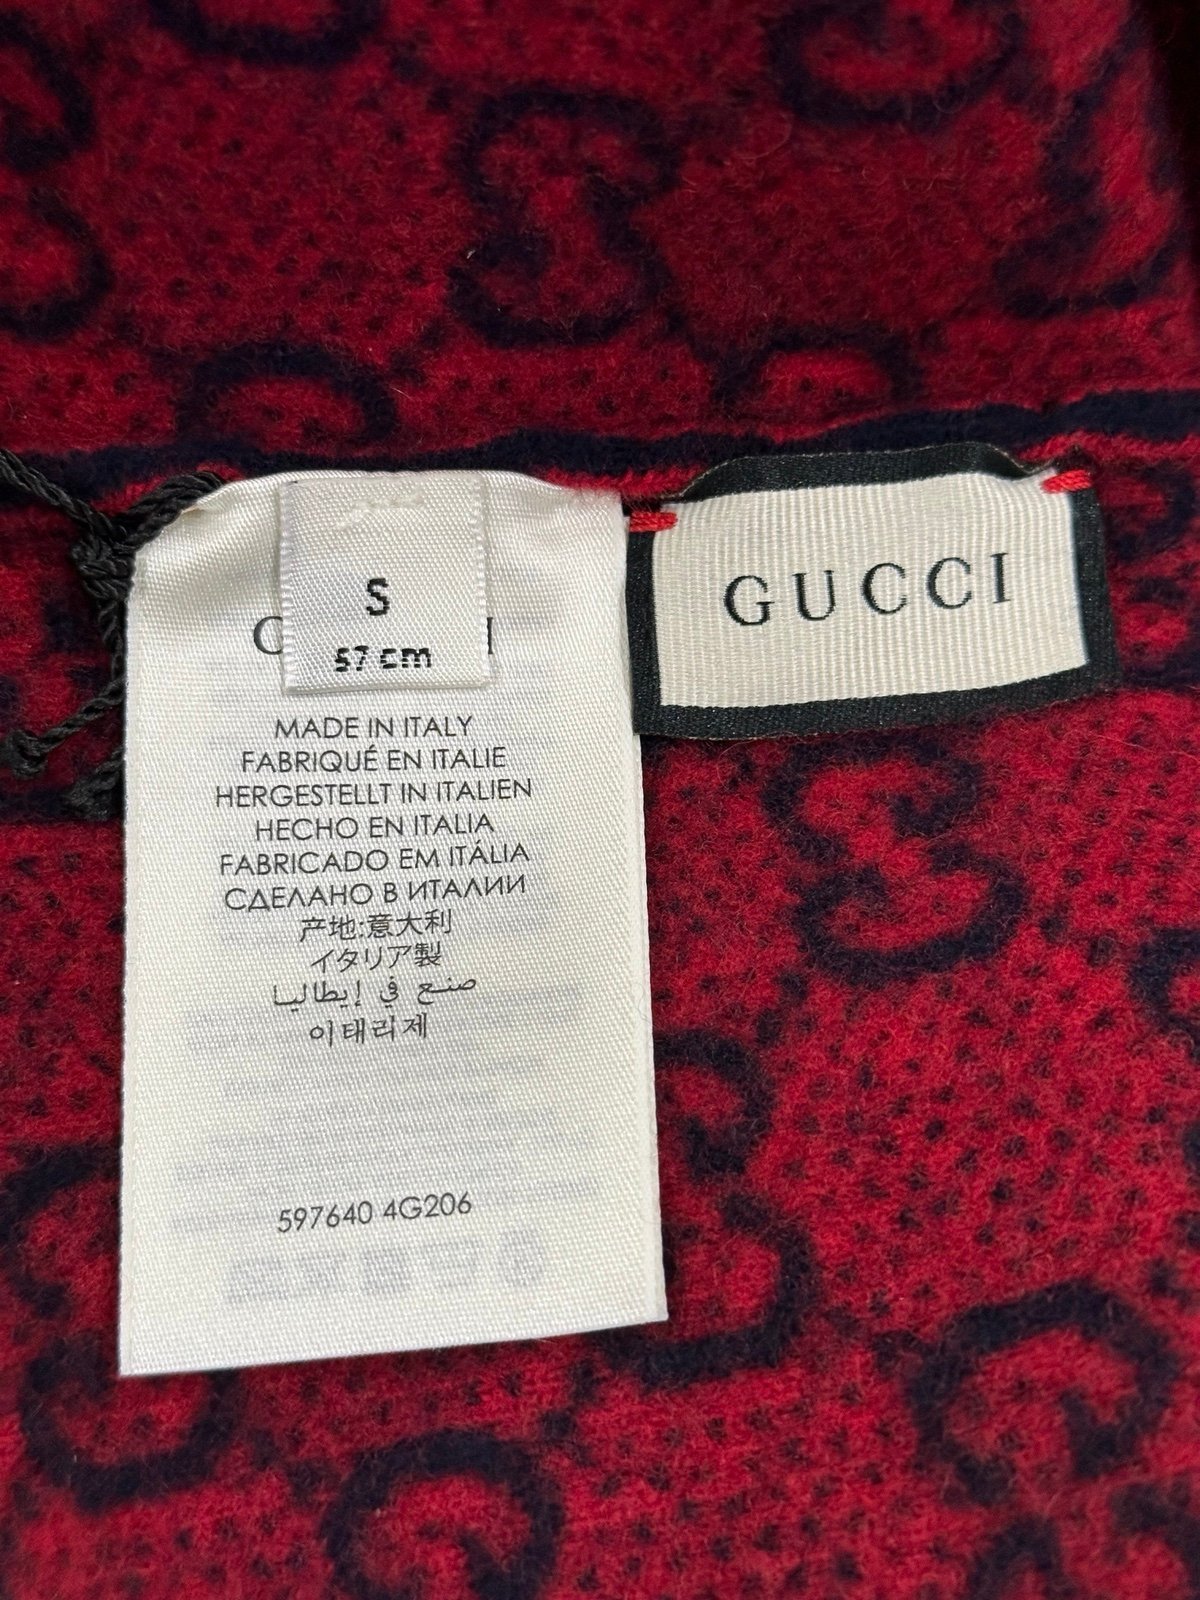 S
57 cm
GUCCI
MADE IN ITALY
FABRIQUÉ EN ITALIE
HERGESTELLT IN ITALIEN
HECHO EN ITALIA
FABRICADO EM ITÁLIA
СДЕЛАНО В ИТАЛИИ
产地:意大利
イタリア製
صنع في إيطاليا
이태리제
597640 4G206